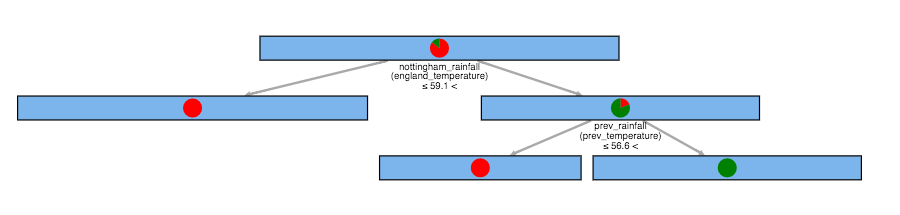 nottingham_rainfall
(england_temperature)
≤ 59.1 <
prev_rainfall
(prev_temperature)
≤ 56.6 <